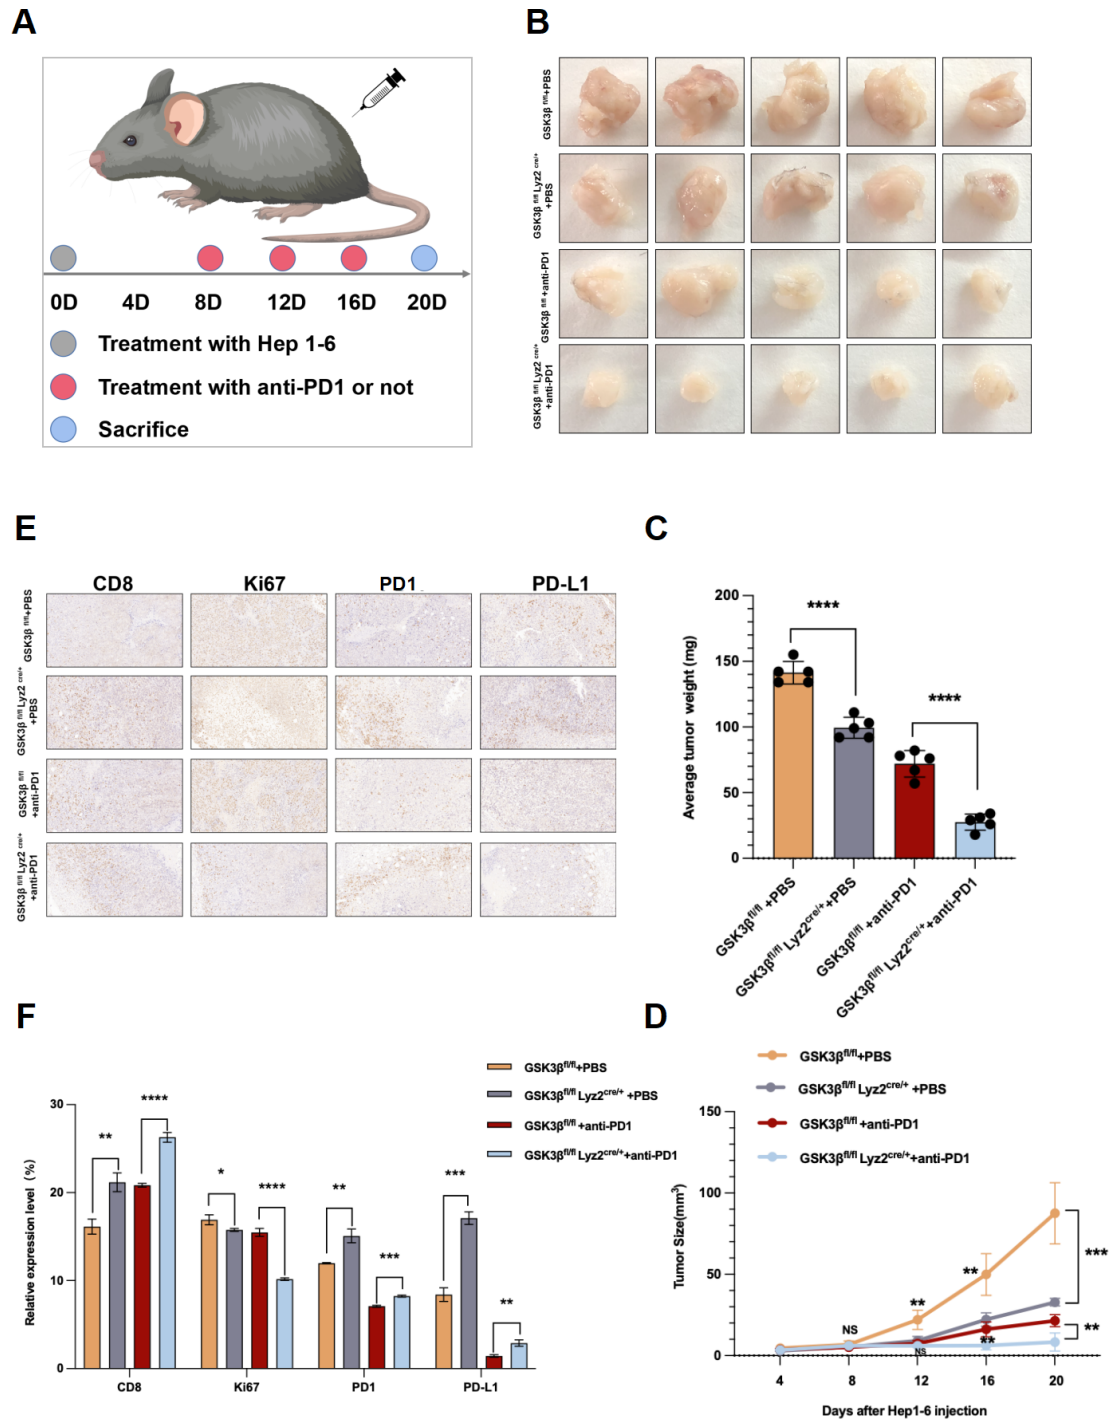 A
0D 4D 8D 12D 16D 20D
Treatment with Hep 1-6
Treatment with anti-PD1 or not
Sacrifice
B
GSK3β fl/fl+PBS
GSK3β fl/fl Lyz2 cre/+
+PBS
GSK3β fl/fl +anti-PD1
GSK3β fl/fl Lyz2 cre/+
+anti-PD1
E
CD8 Ki67 PD1 PD-L1
GSK3β fl/fl+PBS
GSK3β fl/fl Lyz2 cre/+
+PBS
GSK3β fl/fl
+anti-PD1
GSK3β fl/fl Lyz2 cre/+
+anti-PD1
C
Average tumor weight (mg)
200
150
100
50
0
****
****
GSK3βfl/fl +PBS
GSK3βfl/fl Lyz2cre/+ +PBS
GSK3βfl/fl +anti-PD1
GSK3βfl/fl Lyz2cre/+ +anti-PD1
F
GSK3βfl/fl+PBS
GSK3βfl/fl Lyz2cre/+ +PBS
GSK3βfl/fl +anti-PD1
GSK3βfl/fl Lyz2cre/++anti-PD1
Relative expression level (%)
30
20
10
0
** **** * **** ** *** *** **
CD8 Ki67 PD1 PD-L1
D
GSK3βfl/fl+PBS
GSK3βfl/fl Lyz2cre/+ +PBS
GSK3βfl/fl +anti-PD1
GSK3βfl/fl Lyz2cre/++anti-PD1
Tumor Size(mm3)
150
100
50
0
NS
**
**
***
**
NS
**
4 8 12 16 20
Days after Hep1-6 injection